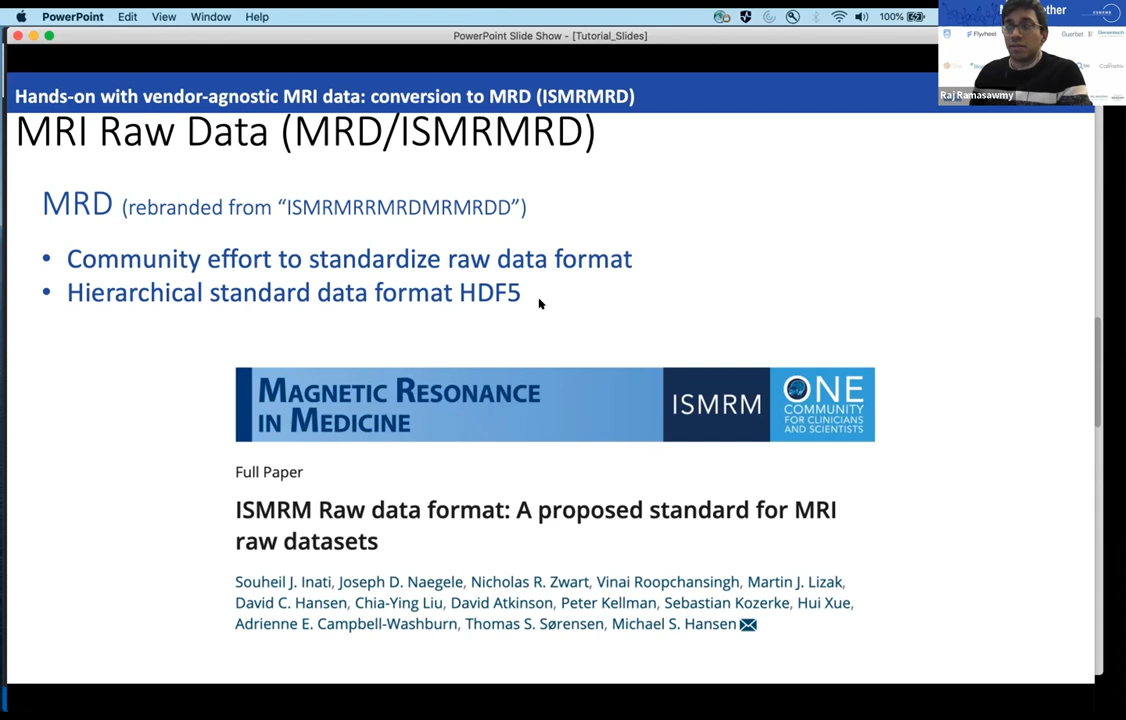 PowerPoint Edit View Window Help
100%
PowerPoint Slide Show - [Tutorial_Slides]
ether
Flywheel
Guerbet
Genentech
Raj Ramasawmy
Hands-on with vendor-agnostic MRI data: conversion to MRD (ISMRMRD)
MRI Raw Data (MRD/ISMRMRD)
MRD (rebranded from “ISMRMRRMRDMRMRDD”)
• Community effort to standardize raw data format
• Hierarchical standard data format HDF5
MAGNETIC RESONANCE
IN MEDICINE
ISMRM
ONE
COMMUNITY
FOR CLINICIANS
AND SCIENTISTS
Full Paper
ISMRM Raw data format: A proposed standard for MRI
raw datasets
Souheil J. Inati, Joseph D. Naegele, Nicholas R. Zwart, Vinai Roopchansingh, Martin J. Lizak,
David C. Hansen, Chia-Ying Liu, David Atkinson, Peter Kellman, Sebastian Kozerke, Hui Xue,
Adrienne E. Campbell-Washburn, Thomas S. Sørensen, Michael S. Hansen